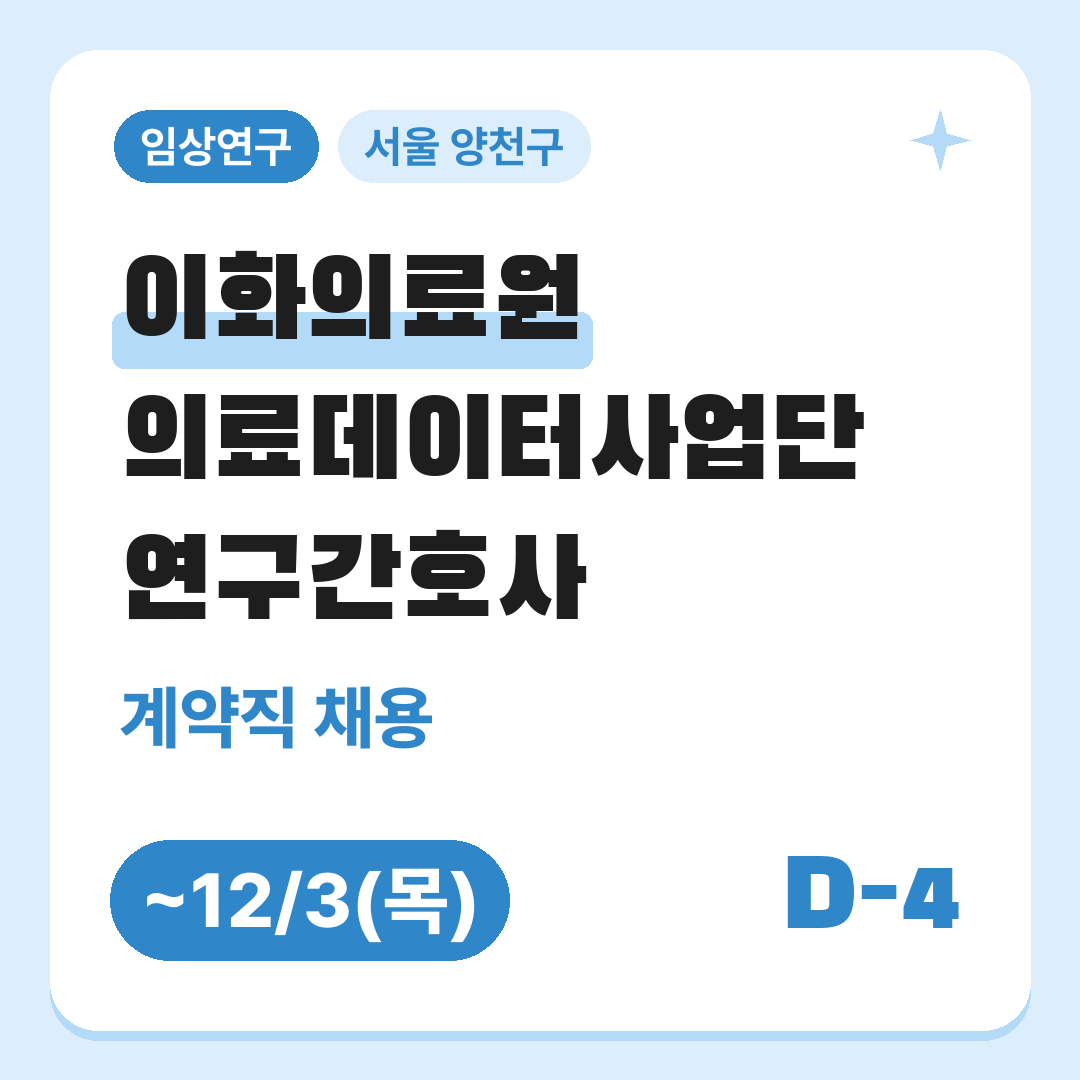 임상연구 서울 양천구
이화의료원
의료데이터사업단
연구간호사
계약직 채용
~12/3(목) D-4